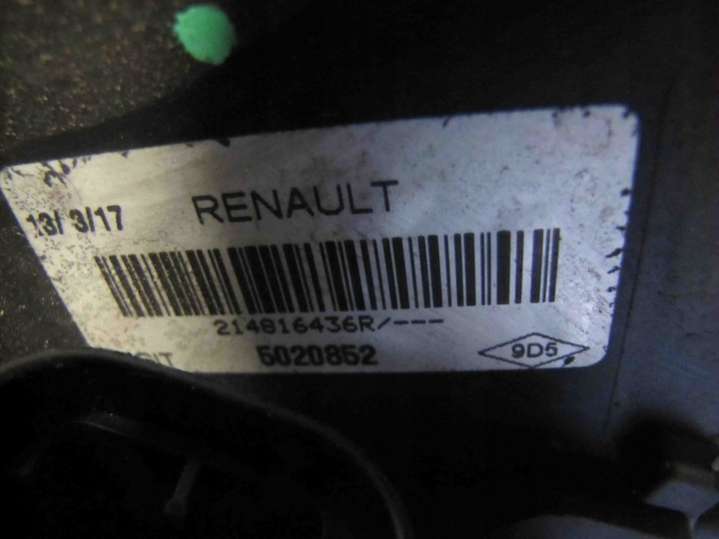 RENAULT
13/ 3/17
214816436R/---
5020852
9D5